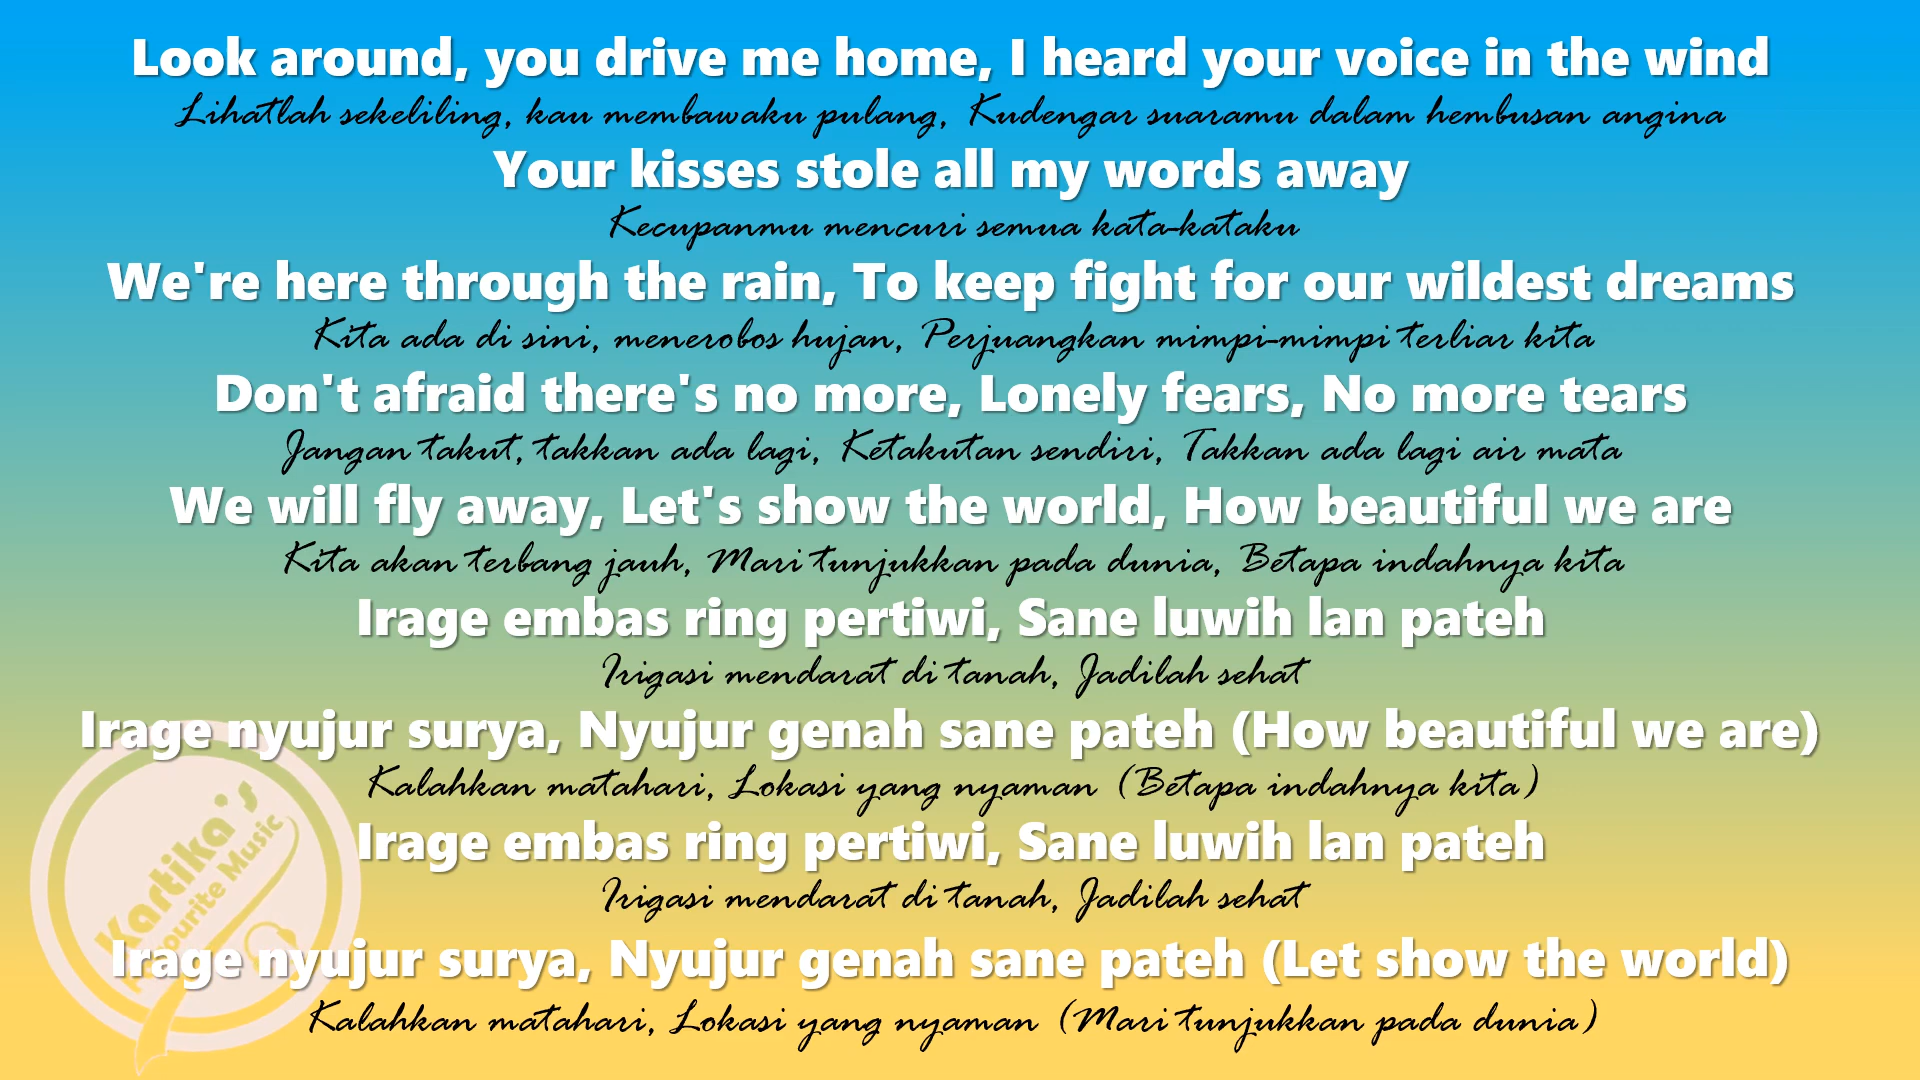 Look around, you drive me home, I heard your voice in the wind
Lihatlah sekeliling, kau membawaku pulang, Kudengar suaramu dalam hembusan angina
Your kisses stole all my words away
Kecupanmu mencuri semua kata-kataku
We're here through the rain, To keep fight for our wildest dreams
Kita ada di sini, menerobos hujan, Perjuangkan mimpi-mimpi terliar kita
Don't afraid there's no more, Lonely fears, No more tears
Jangan takut, takkan ada lagi, Ketakutan sendiri, Takkan ada lagi air mata
We will fly away, Let's show the world, How beautiful we are
Kita akan terbang jauh, Mari tunjukkan pada dunia, Betapa indahnya kita
Irage embas ring pertiwi, Sane luwih lan pateh
Irigasi mendarat di tanah, Jadilah sehat
Irage nyujur surya, Nyujur genah sane pateh (How beautiful we are)
Kalahkan matahari, Lokasi yang nyaman (Betapa indahnya kita)
Irage embas ring pertiwi, Sane luwih lan pateh
Irigasi mendarat di tanah, Jadilah sehat
Irage nyujur surya, Nyujur genah sane pateh (Let show the world)
Kalahkan matahari, Lokasi yang nyaman (Mari tunjukkan pada dunia)
Kartika's
Music